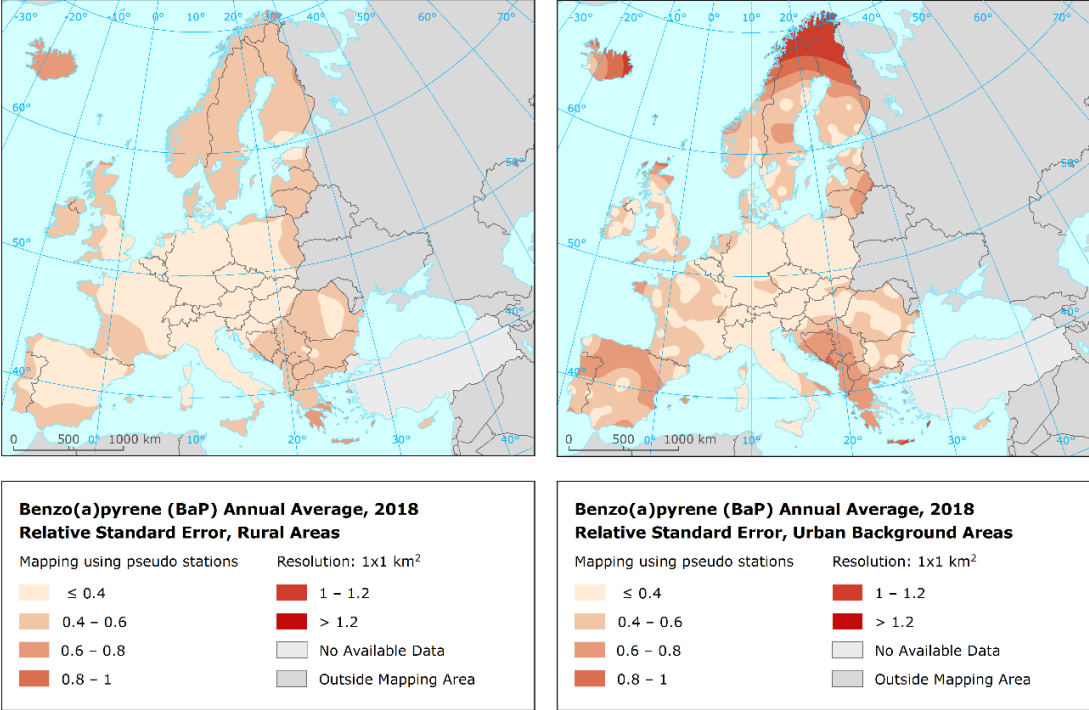 -30° -20° -10° 0° 10° 20° 30° 40° 50° 60°
60°
50°
50°
40°
40°
0 500 0° 1000 km 10° 20° 30° 40°
-30° -20° -10° 0° 10° 20° 30° 40° 50° 60°
60°
50°
50°
40°
40°
0 500 0° 1000 km 10° 20° 30° 40°
Benzo(a)pyrene (BaP) Annual Average, 2018
Relative Standard Error, Rural Areas
Mapping using pseudo stations
≤ 0.4
0.4 – 0.6
0.6 – 0.8
0.8 – 1
Resolution: 1x1 km²
1 – 1.2
> 1.2
No Available Data
Outside Mapping Area
Benzo(a)pyrene (BaP) Annual Average, 2018
Relative Standard Error, Urban Background Areas
Mapping using pseudo stations
≤ 0.4
0.4 – 0.6
0.6 – 0.8
0.8 – 1
Resolution: 1x1 km²
1 – 1.2
> 1.2
No Available Data
Outside Mapping Area